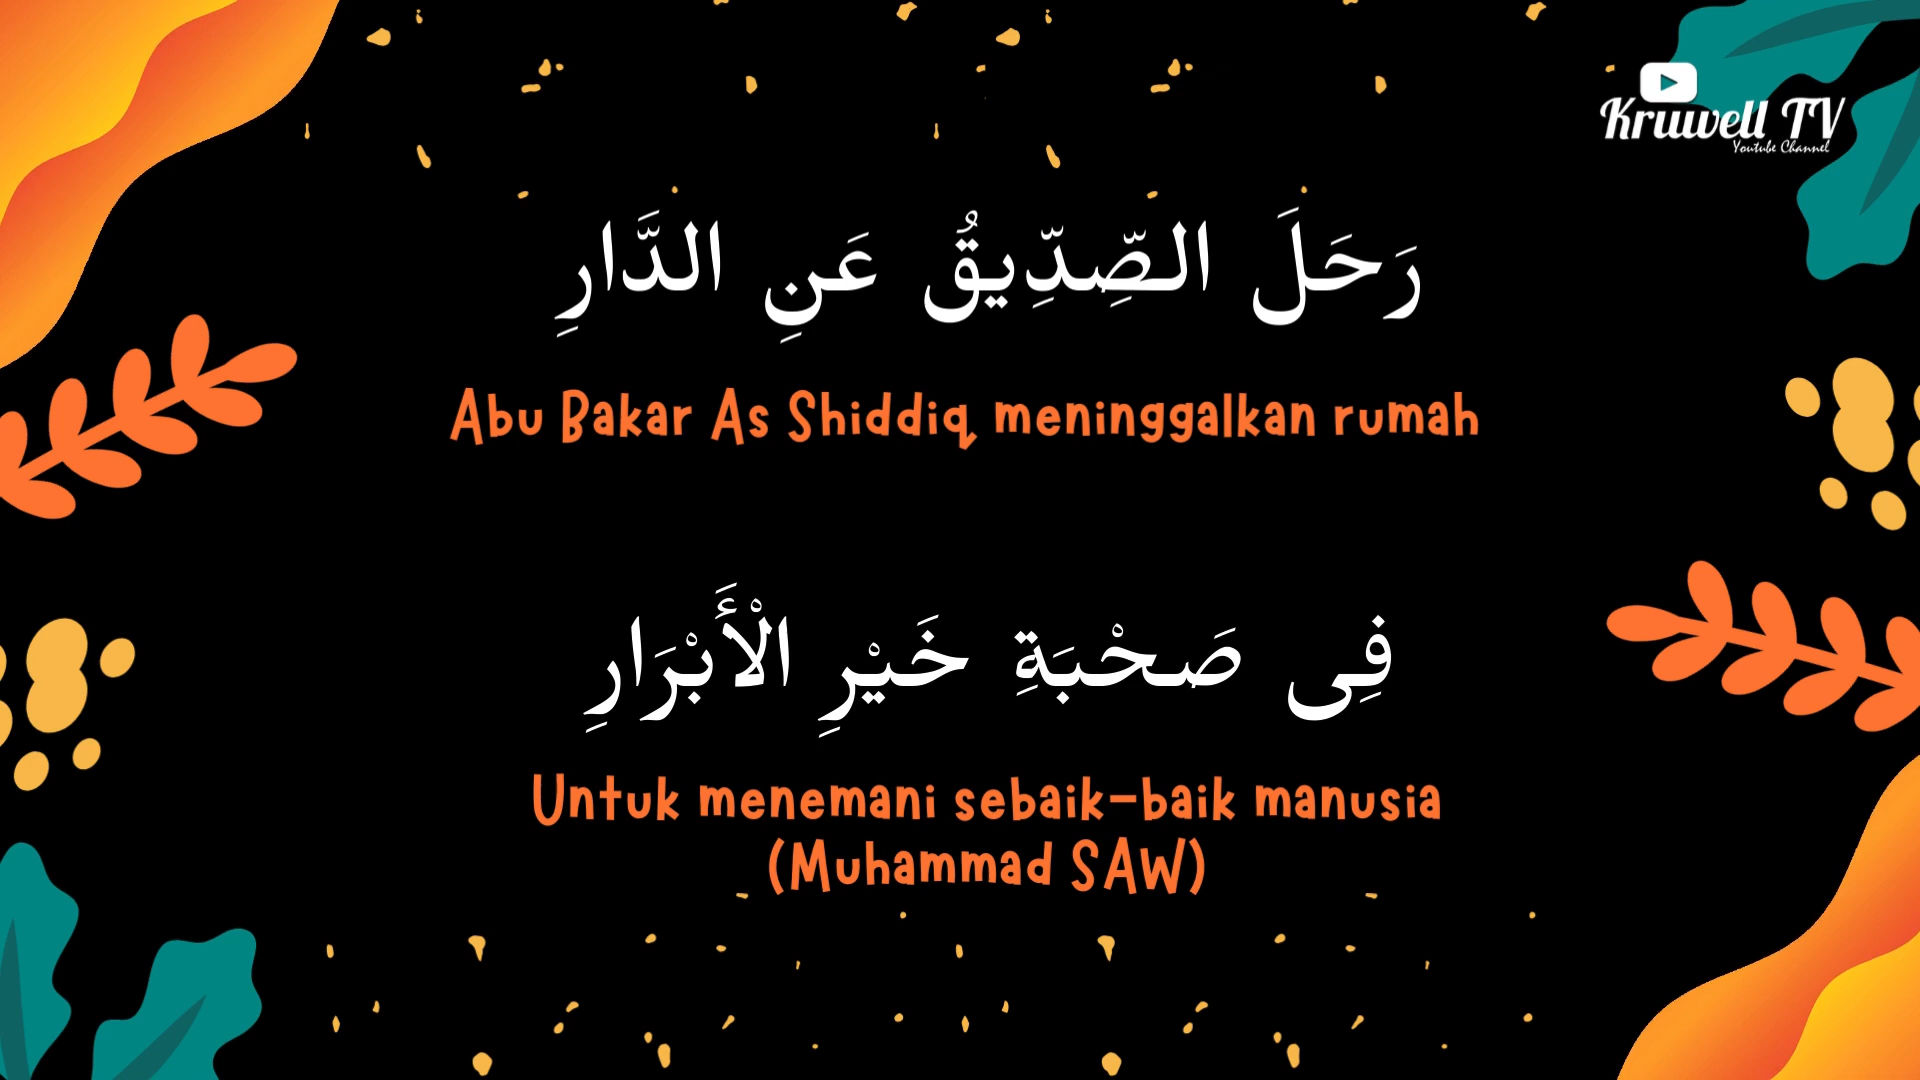 Kruwell TV
Youtube Channel
رَحَلَ الصِّدِّيقُ عَنِ الدَّارِ
Abu Bakar As Shiddiq meninggalkan rumah
فِى صَحْبَةِ خَيْرِ الْأَبْرَارِ
Untuk menemani sebaik-baik manusia
(Muhammad SAW)